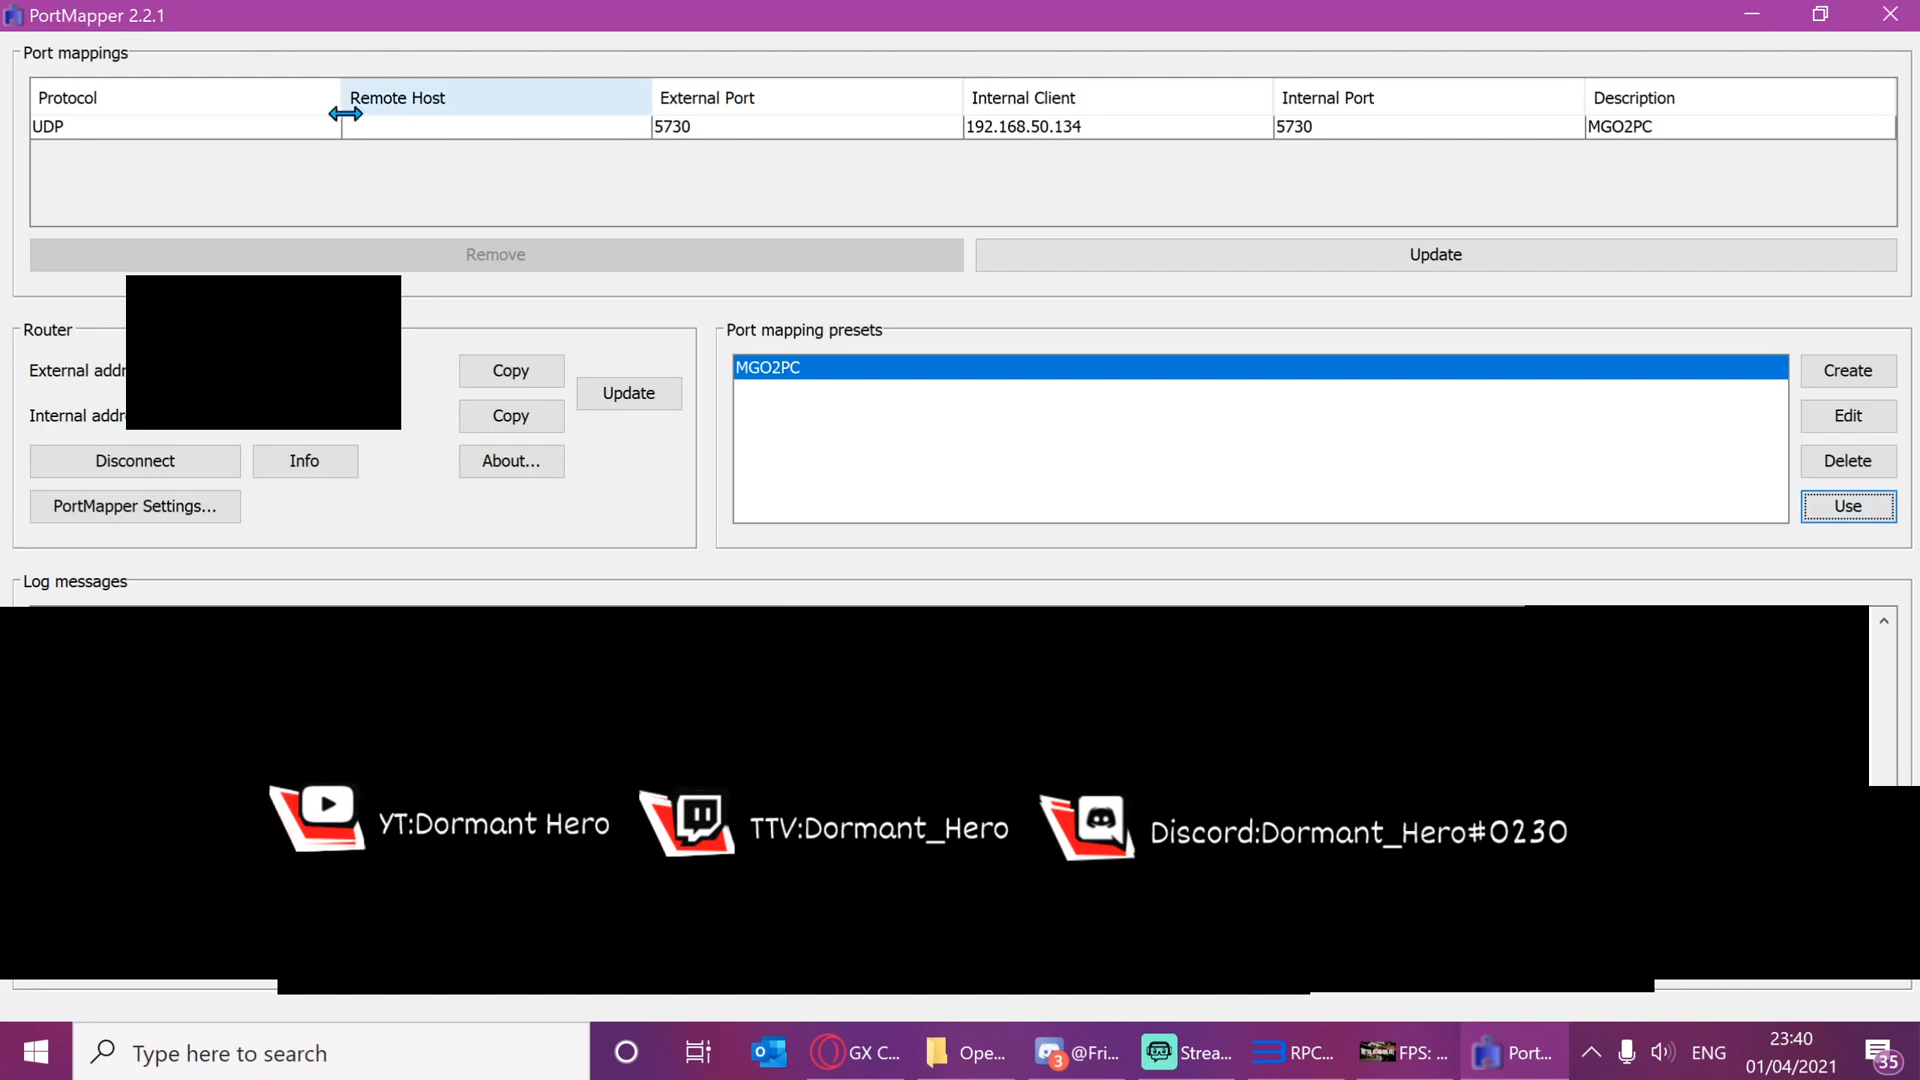 PortMapper 2.2.1
Port mappings
Protocol Remote Host External Port Internal Client Internal Port Description
UDP 5730 192.168.50.134 5730 MGO2PC
Remove Update
Router
External addr
Copy
Update
Internal addr
Copy
Disconnect Info About...
PortMapper Settings...
Port mapping presets
MGO2PC
Create
Edit
Delete
Use
Log messages
YT:Dormant Hero TTV:Dormant_Hero Discord:Dormant_Hero#0230
Type here to search
GX C... Ope... 3 @Fri... Strea... RPC... FPS: ... Port... ENG 23:40 35
01/04/2021